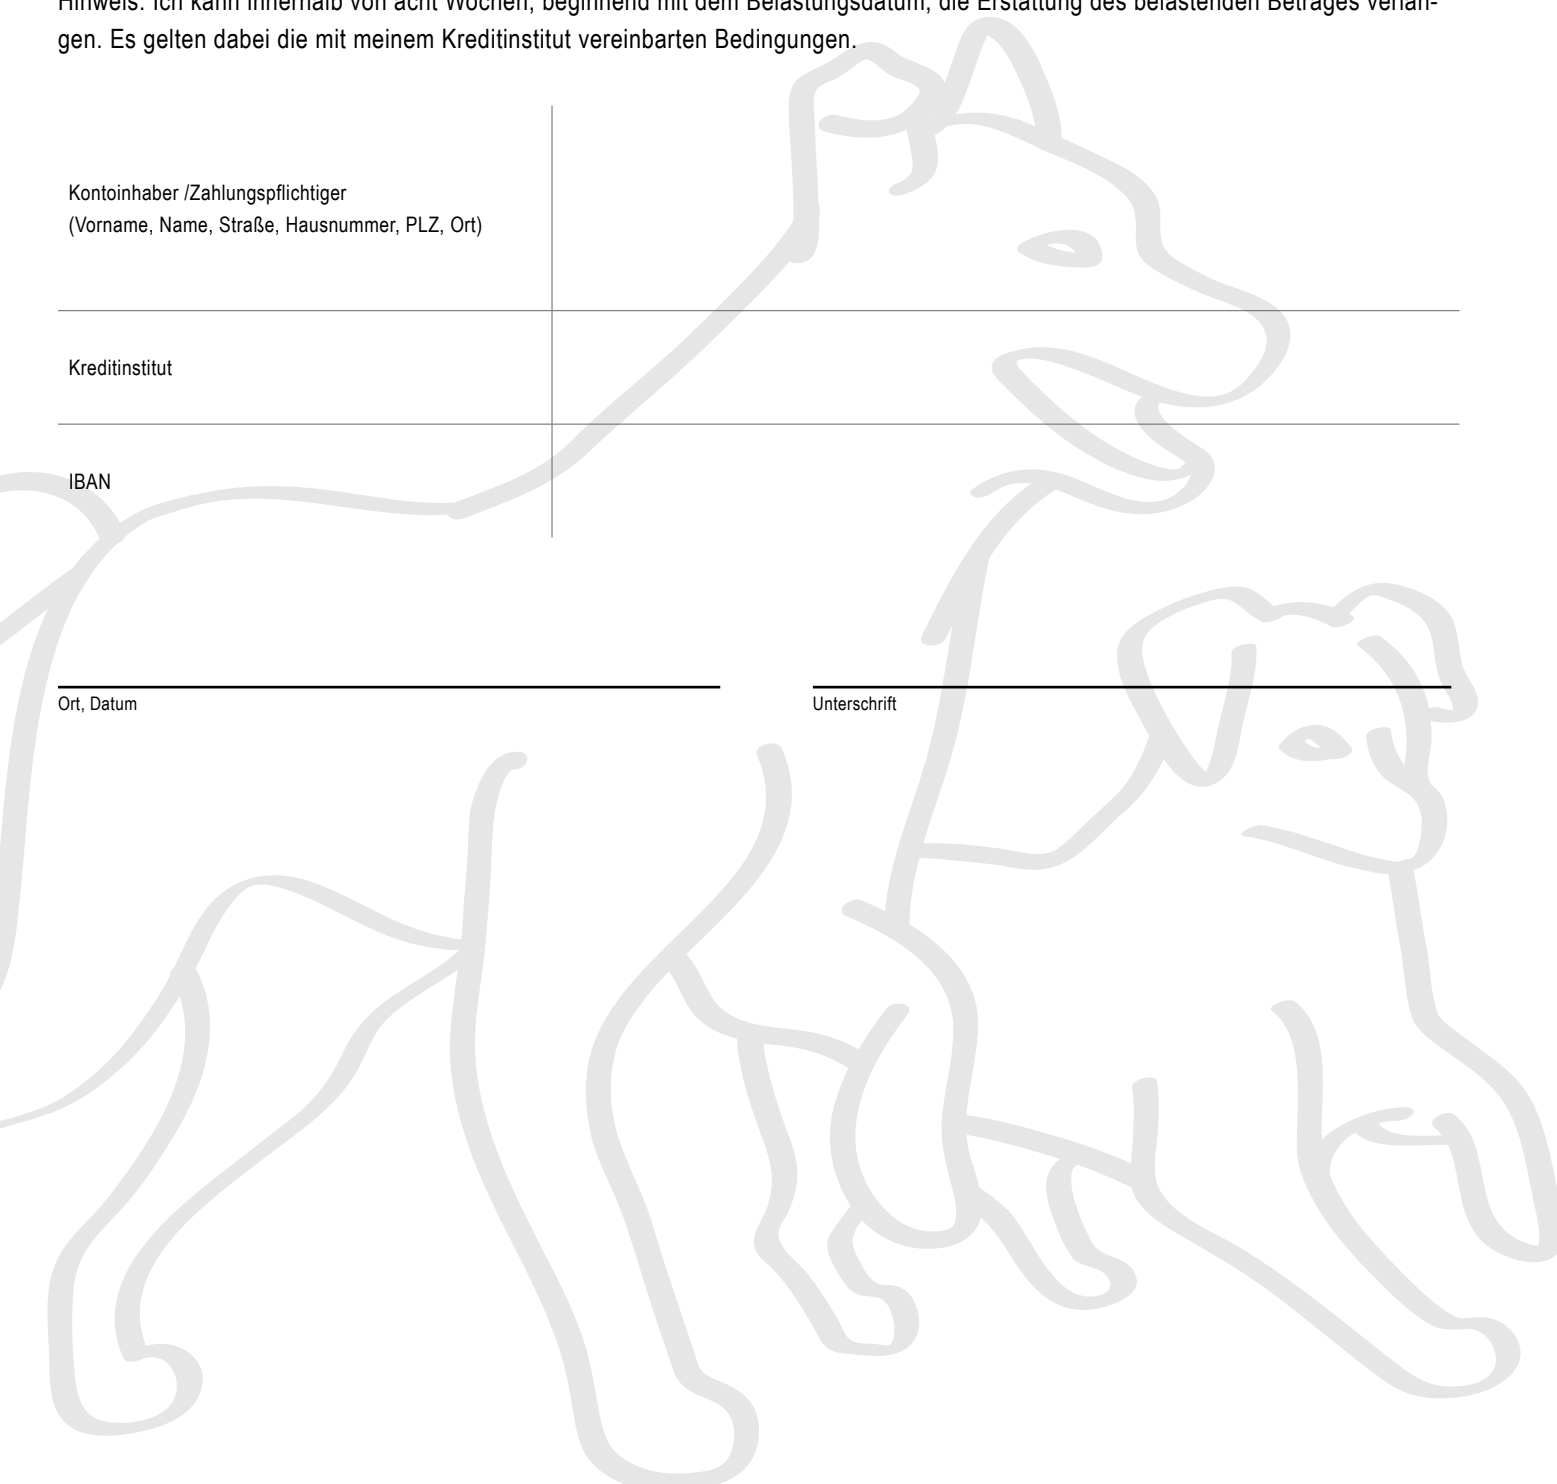 Hinweis: Ich kann innerhalb von acht Wochen, beginnend mit dem Belastungsdatum, die Erstattung des belastenden Betrages verlan-
gen. Es gelten dabei die mit meinem Kreditinstitut vereinbarten Bedingungen.
Kontoinhaber /Zahlungspflichtiger
(Vorname, Name, Straße, Hausnummer, PLZ, Ort)
Kreditinstitut
IBAN
Ort, Datum
Unterschrift